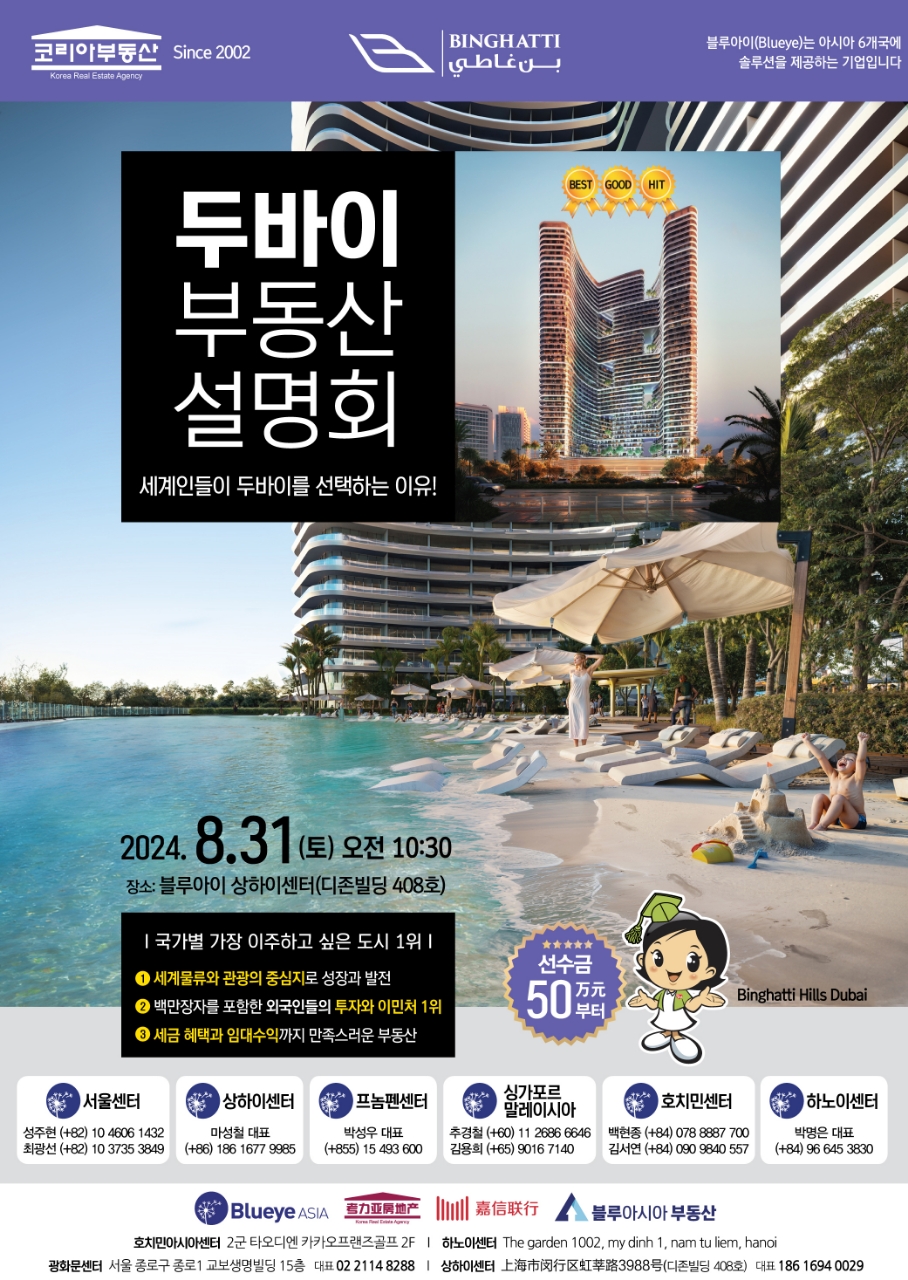 코리아부동산
Korea Real Estate Agency
Since 2002
BINGHATTI
بن غاطي
블루아이(Blueye)는 아시아 6개국에
솔루션을 제공하는 기업입니다
두바이
부동산
설명회
세계인들이 두바이를 선택하는 이유!
BEST GOOD HIT
2024. 8.31(토) 오전 10:30
장소: 블루아이 상하이센터(디존빌딩 408호)
I 국가별 가장 이주하고 싶은 도시 1위 I
1 세계물류와 관광의 중심지로 성장과 발전
2 백만장자를 포함한 외국인들의 투자와 이민처 1위
3 세금 혜택과 임대수익까지 만족스러운 부동산
선수금
50万元
부터
Binghatti Hills Dubai
서울센터
성주현 (+82) 10 4606 1432
최광선 (+82) 10 3735 3849
상하이센터
마성철 대표
(+86) 186 1677 9985
프놈펜센터
박성우 대표
(+855) 15 493 600
싱가포르
말레이시아
추경철 (+60) 11 2686 6646
김용희 (+65) 9016 7140
호치민센터
백현종 (+84) 078 8887 700
김서연 (+84) 090 9840 557
하노이센터
박명은 대표
(+84) 96 645 3830
Blueye ASIA
考力亚房地产
Korea Real Estate Agency
嘉信联行
블루아시아 부동산
호치민아시아센터 2군 타오디엔 카카오프랜즈골프 2F I 하노이센터 The garden 1002, my dinh 1, nam tu liem, hanoi
광화문센터 서울 종로구 종로1 교보생명빌딩 15층 대표 02 2114 8288 I 상하이센터 上海市闵行区虹莘路3988号(디존빌딩 408호) 대표 186 1694 0029